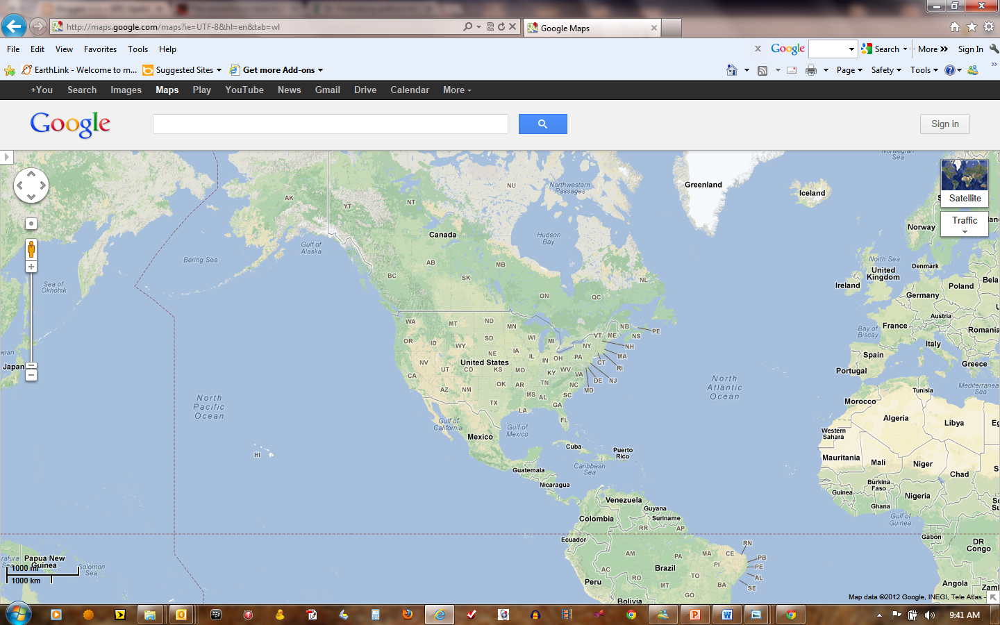 http://maps.google.com/maps?ie=UTF-8&hl=en&tab=wl
Google Maps
File Edit View Favorites Tools Help
Google Search More » Sign In
EarthLink - Welcome to m... Suggested Sites Get more Add-ons
Page Safety Tools
+You Search Images Maps Play YouTube News Gmail Drive Calendar More
Google
Sign in
Norwegian
Sea
NU
Northwestern
Passages
Greenland
Iceland
Satellite
Traffic
AK
YT
NT
Canada
Hudson
Bay
Norway
Gulf of
Alaska
Bering Sea
Sea of
Okhotsk
AB
MB
BC
SK
NL
ON
QC
North Sea
United
Kingdom
Denmark
Ireland
Poland
Germany
Austria
France
Romania
Bay of
Biscay
Italy
Spain
Portugal
Greece
Mediterranean
Sea
WA
MT
ND
MN
OR
ID
WY
SD
WI
MI
VT
ME
NB
PE
NS
NY
NH
MA
RI
CT
NJ
DE
MD
NE
IA
IL
IN
OH
PA
NV
UT
CO
United States
KS
MO
KY
WV
VA
CA
AZ
NM
OK
AR
TN
NC
SC
TX
MS
AL
GA
LA
FL
Japan
North
Pacific
Ocean
North
Atlantic
Ocean
Gulf of
California
Gulf of
Mexico
Mexico
HI
Cuba
Puerto
Rico
Caribbean
Sea
Guatemala
Nicaragua
Morocco
Tunisia
Algeria
Libya
Western
Sahara
Mauritania
Mali
Niger
Chad
Burkina
Faso
Guinea
Nigeria
Ghana
Gulf of
Guinea
Gabon
DR
Congo
Angola
Venezuela
Guyana
Suriname
Colombia
RR
AP
Ecuador
RN
AM
PA
MA
CE
PB
PE
AL
SE
PI
AC
RO
Brazil
TO
BA
MT
GO
Peru
Bolivia
Papua New
Guinea
Solomon
Sea
1000 mi
1000 km
Map data ©2012 Google, INEGI, Tele Atlas -
9:41 AM